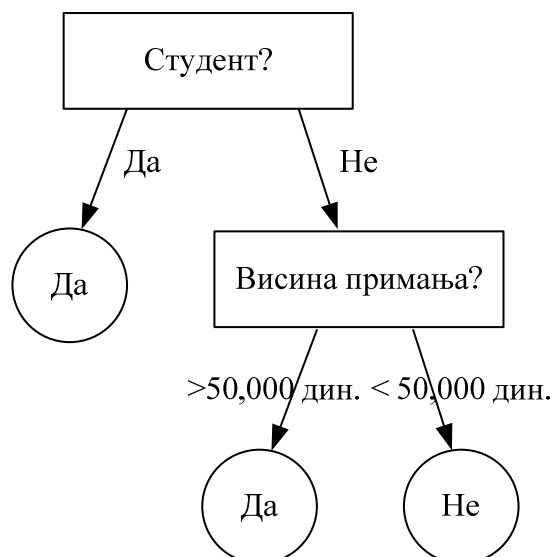 Студент?
Да
Не
Да
Висина примања?
>50,000 дин.
< 50,000 дин.
Да
Не